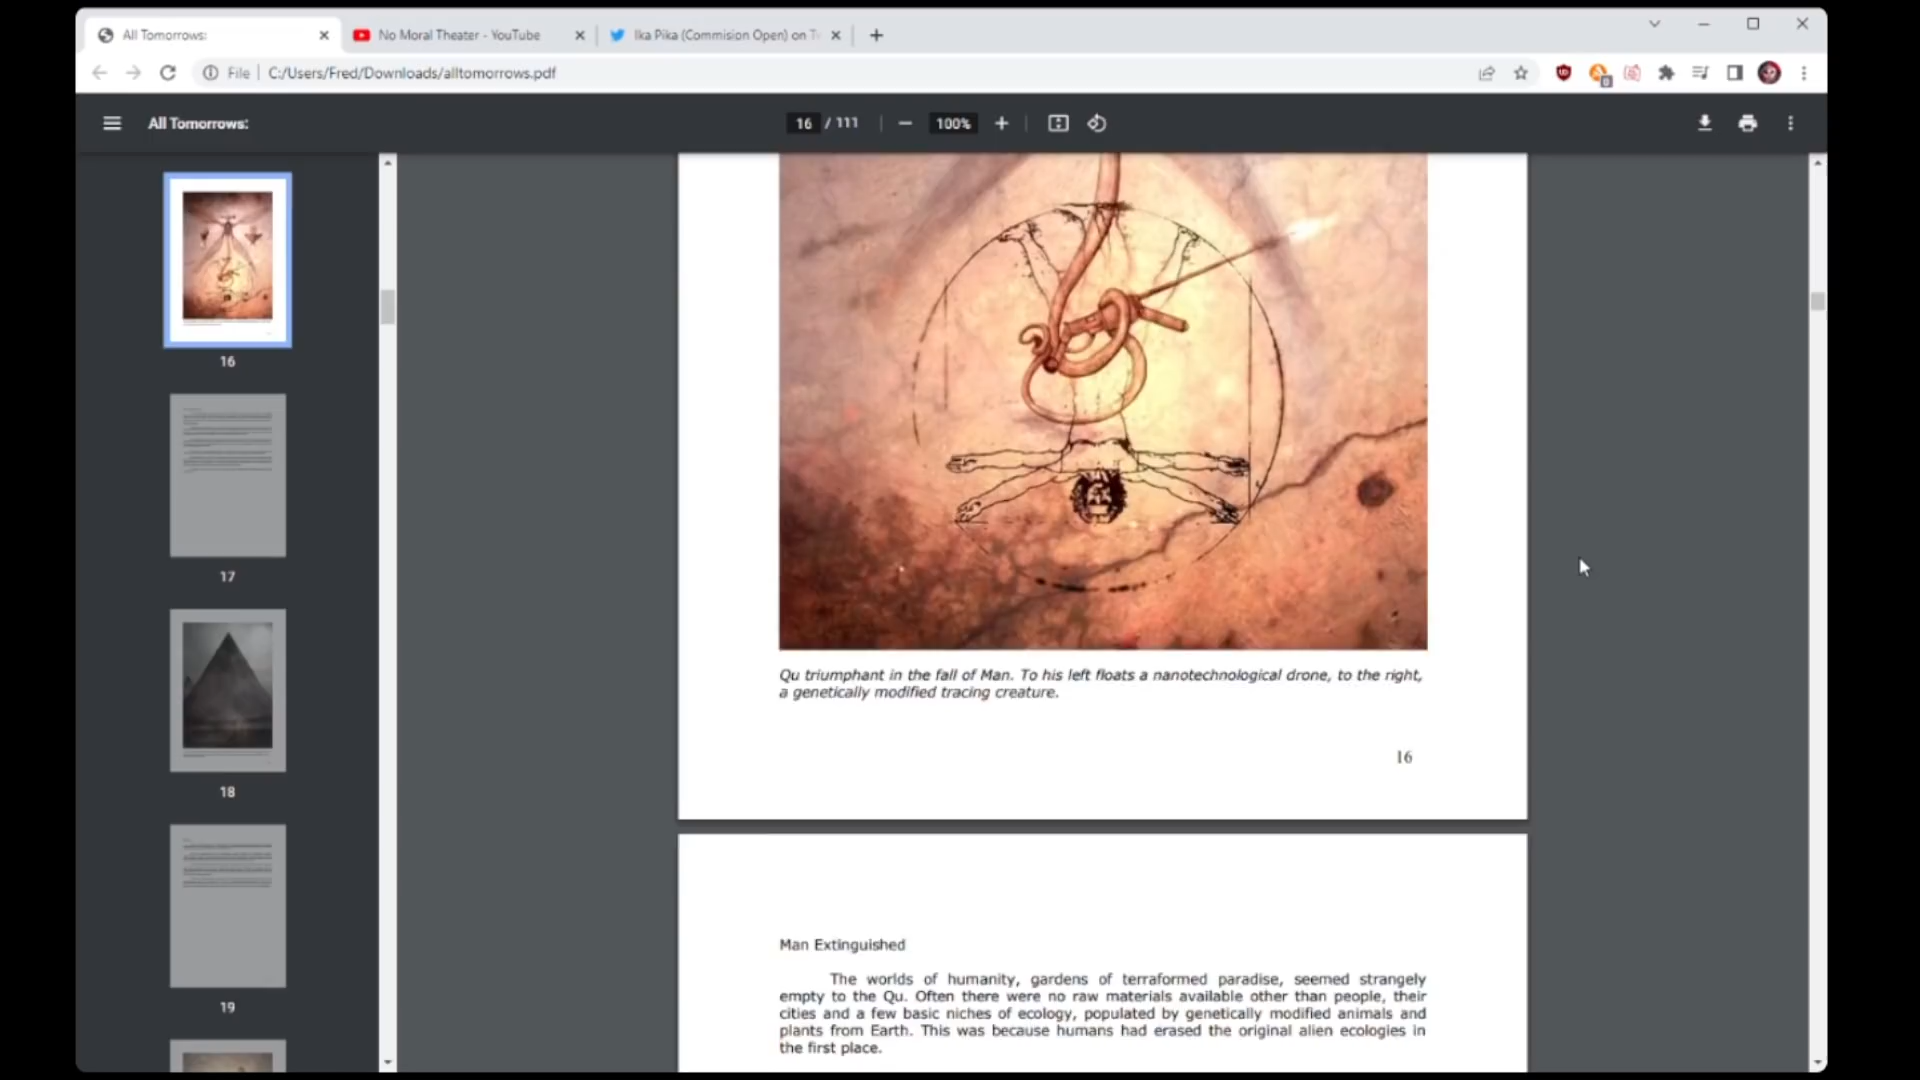 All Tomorrows:
No Moral Theater - YouTube
Ika Pika (Commision Open) on Tw
File
C:/Users/Fred/Downloads/alltomorrows.pdf
All Tomorrows:
16 / 111
100%
16
17
18
19
Qu triumphant in the fall of Man. To his left floats a nanotechnological drone, to the right,
a genetically modified tracing creature.
16
Man Extinguished
The worlds of humanity, gardens of terraformed paradise, seemed strangely
empty to the Qu. Often there were no raw materials available other than people, their
cities and a few basic niches of ecology, populated by genetically modified animals and
plants from Earth. This was because humans had erased the original alien ecologies in
the first place.